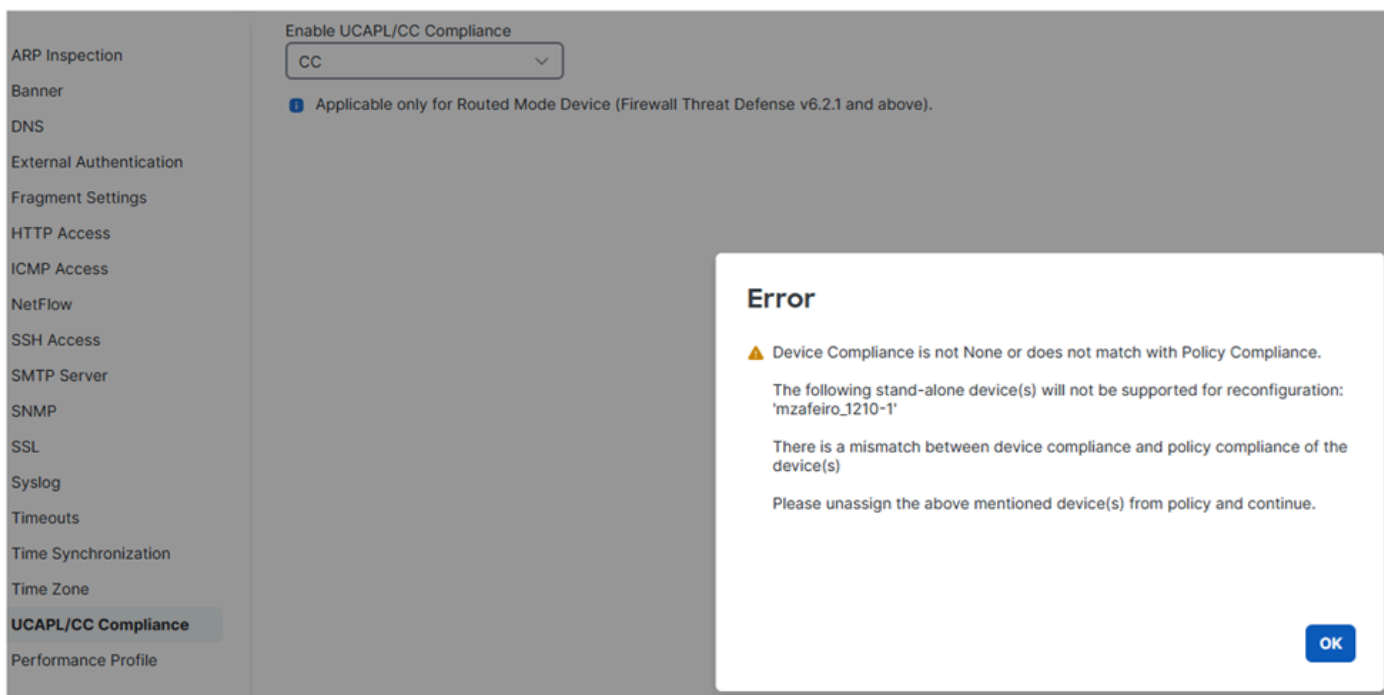 Enable UCAPL/CC Compliance
CC
Applicable only for Routed Mode Device (Firewall Threat Defense v6.2.1 and above).
ARP Inspection
Banner
DNS
External Authentication
Fragment Settings
HTTP Access
ICMP Access
NetFlow
SSH Access
SMTP Server
SNMP
SSL
Syslog
Timeouts
Time Synchronization
Time Zone
UCAPL/CC Compliance
Performance Profile
Error
Device Compliance is not None or does not match with Policy Compliance.
The following stand-alone device(s) will not be supported for reconfiguration:
'mzafeiro_1210-1'
There is a mismatch between device compliance and policy compliance of the
device(s)
Please unassign the above mentioned device(s) from policy and continue.
OK